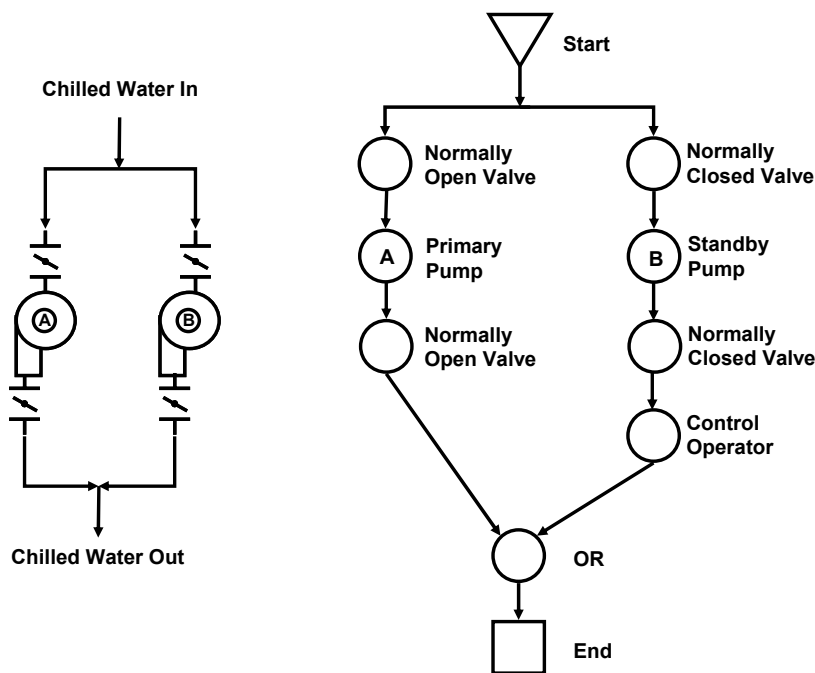 Chilled Water In
A
B
Chilled Water Out
Start
Normally
Open Valve
Normally
Closed Valve
A
Primary
Pump
B
Standby
Pump
Normally
Open Valve
Normally
Closed Valve
Control
Operator
OR
End